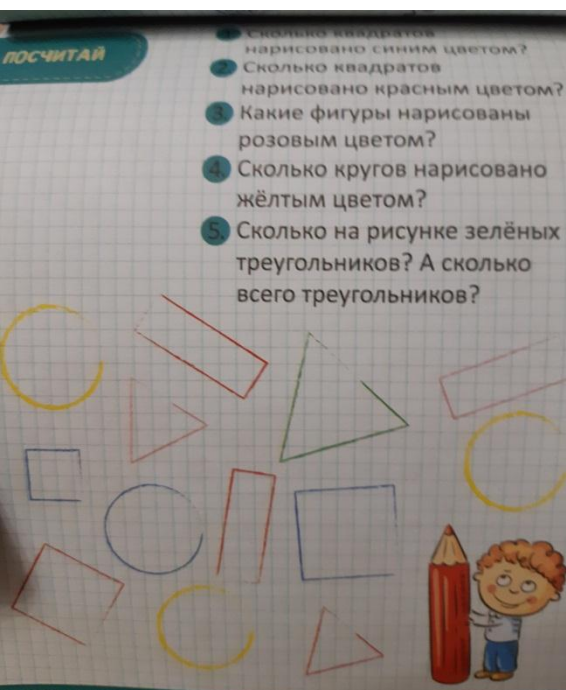 ПОСЧИТАЙ
1. Сколько квадратов
нарисовано синим цветом?
2. Сколько квадратов
нарисовано красным цветом?
3. Какие фигуры нарисованы
розовым цветом?
4. Сколько кругов нарисовано
жёлтым цветом?
5. Сколько на рисунке зелёных
треугольников? А сколько
всего треугольников?